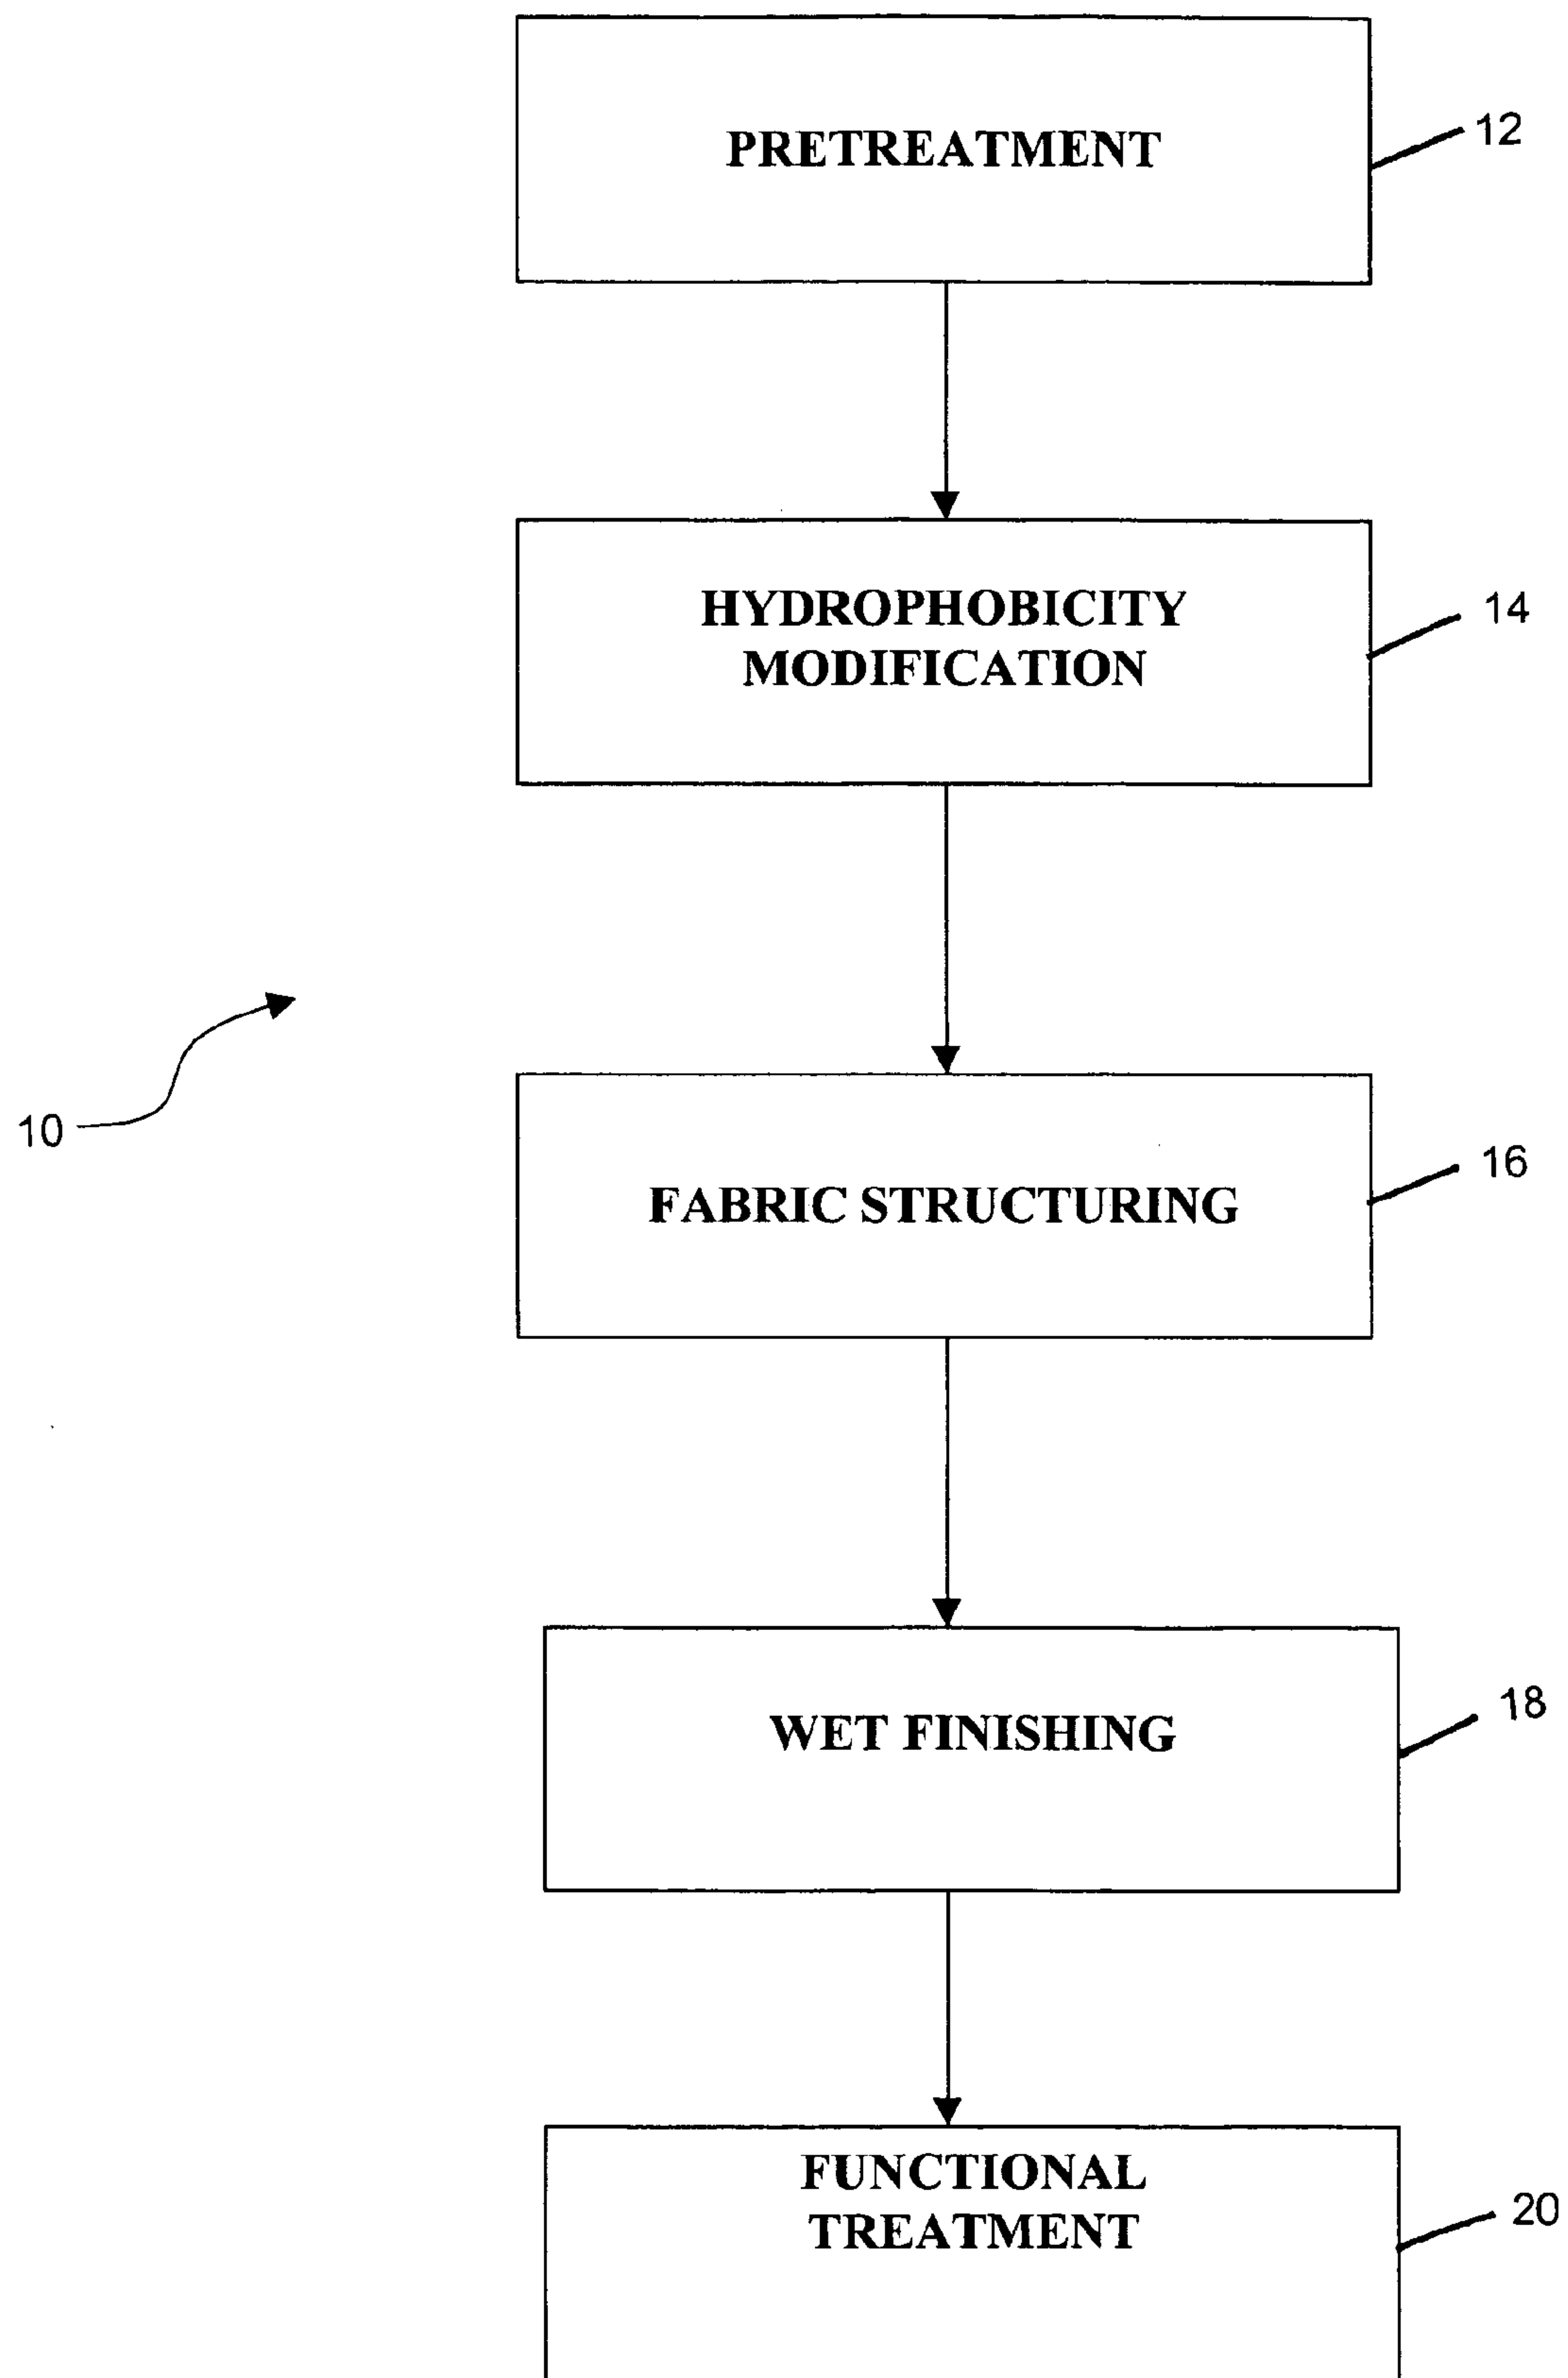 PRETREATMENT
12
HYDROPHOBICITY
MODIFICATION
14
10
FABRIC STRUCTURING
16
WET FINISHING
18
FUNCTIONAL
TREATMENT
20